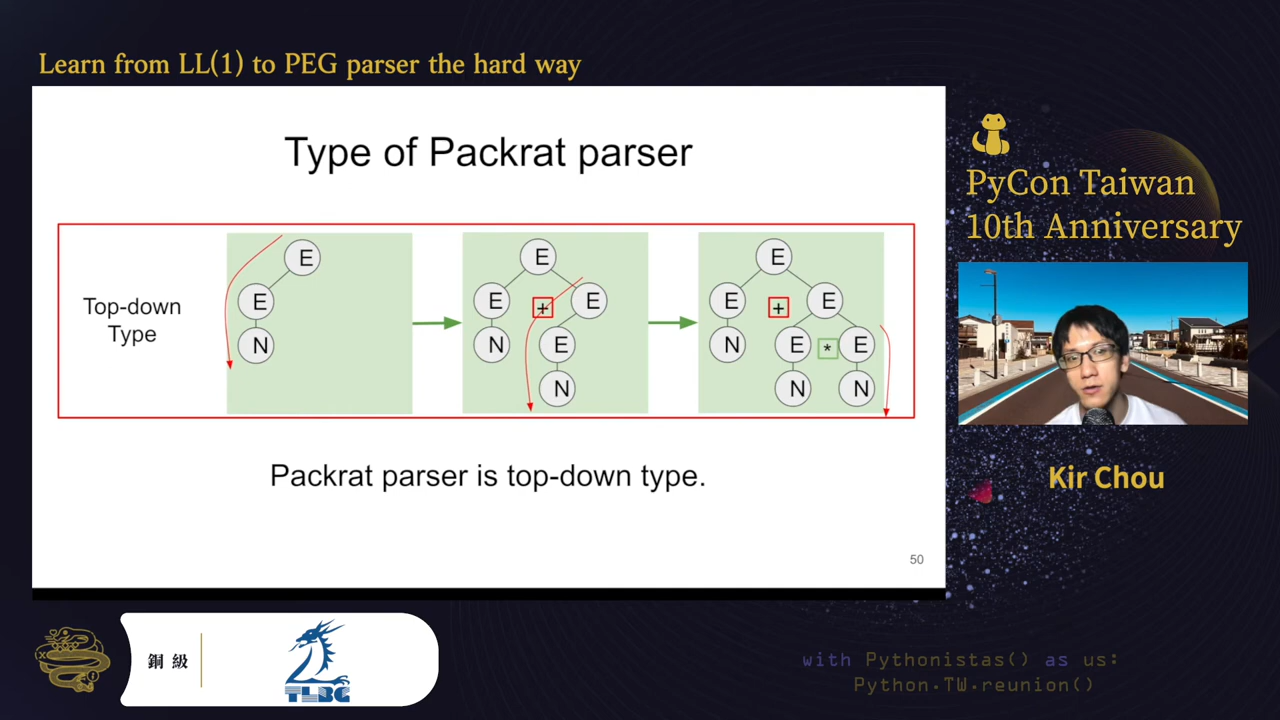 Learn from LL(1) to PEG parser the hard way
Type of Packrat parser
Top-down
Type
E
E
N
E
E
+
E
N
E
N
E
E
+
E
N
E
*
E
N
N
Packrat parser is top-down type.
50
PyCon Taiwan
10th Anniversary
Kir Chou
銅級
TLBG
with Pythonistas() as us:
Python.TW.reunion()